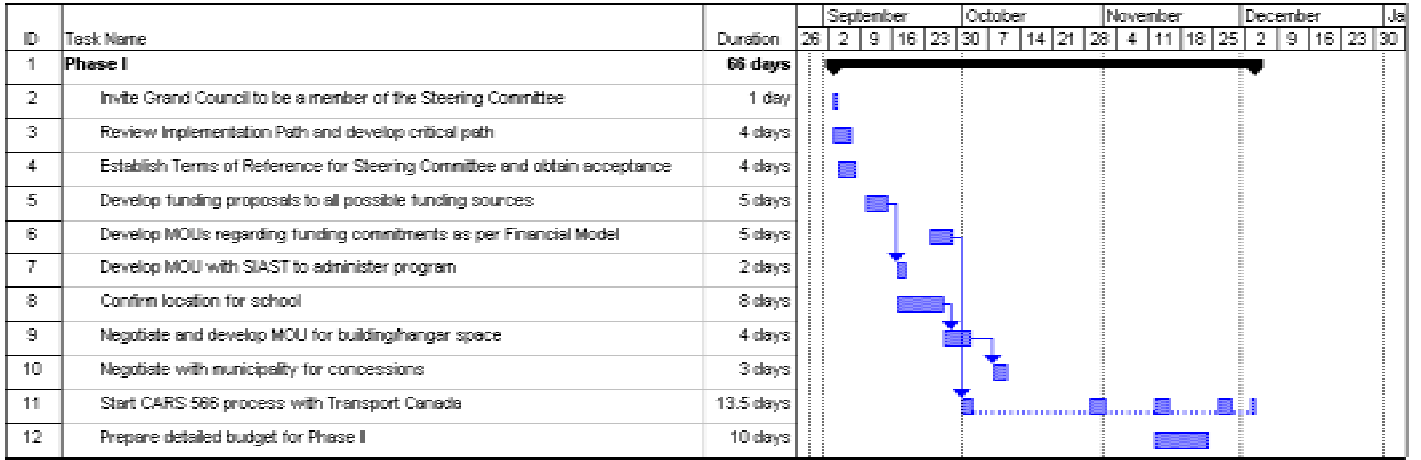 September October November December Ja
ID Task Name Duration 26 2 9 16 23 30 7 14 21 28 4 11 18 25 2 9 16 23 30
1 Phase I 66 days
2 Invite Grand Council to be a member of the Steering Committee 1 day
3 Review Implementation Path and develop critical path 4 days
4 Establish Terms of Reference for Steering Committee and obtain acceptance 4 days
5 Develop funding proposals to all possible funding sources 5 days
6 Develop MOUs regarding funding commitments as per Financial Model 5 days
7 Develop MOU with SIAST to administer program 2 days
8 Confirm location for school 8 days
9 Negotiate and develop MOU for building/hangar space 4 days
10 Negotiate with municipality for concessions 3 days
11 Start CARS 566 process with Transport Canada 13.5 days
12 Prepare detailed budget for Phase II 10 days